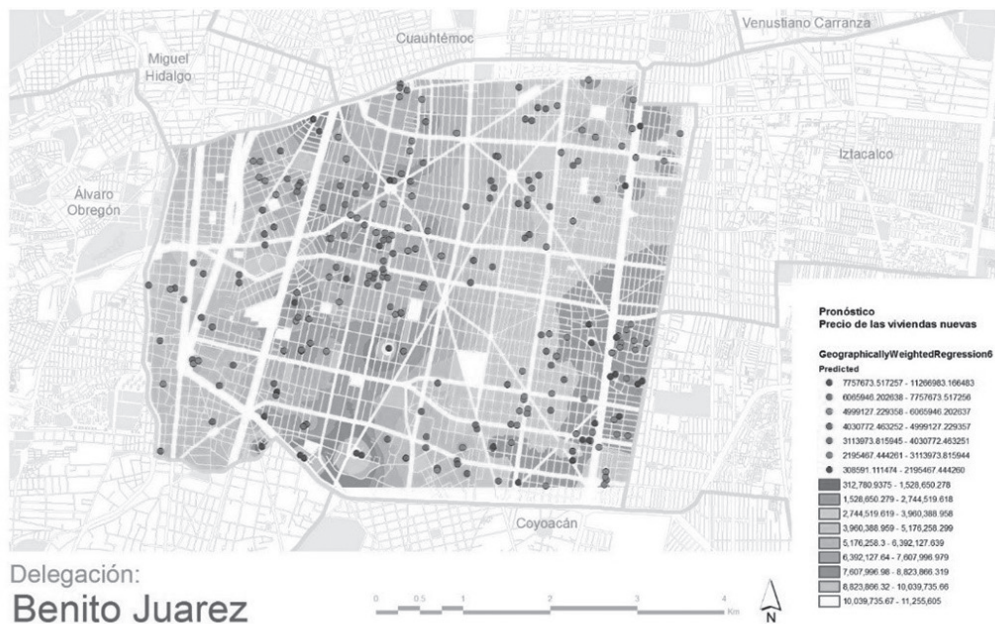 Venustiano Carranza
Cuauhtémoc
Miguel
Hidalgo
Iztacalco
Álvaro
Obregón
Coyoacán
Pronóstico
Precio de las viviendas nuevas
GeographicallyWeightedRegression6
Predicted
7757673.517257 - 11266983.166483
6065946.202638 - 7757673.517256
4999127.229358 - 6065946.202637
4030772.463252 - 4999127.229357
3113973.815945 - 4030772.463251
2195467.444261 - 3113973.815944
308591.111474 - 2195467.444260
312,780.9375 - 1,528,650.278
1,528,650.279 - 2,744,519.618
2,744,519.619 - 3,960,388.958
3,960,388.959 - 5,176,258.299
5,176,258.3 - 6,392,127.639
6,392,127.64 - 7,607,996.979
7,607,996.98 - 8,823,866.319
8,823,866.32 - 10,039,735.66
10,039,735.67 - 11,255,605
Delegación:
Benito Juarez
0 0.5 1 2 3 4
Km
N